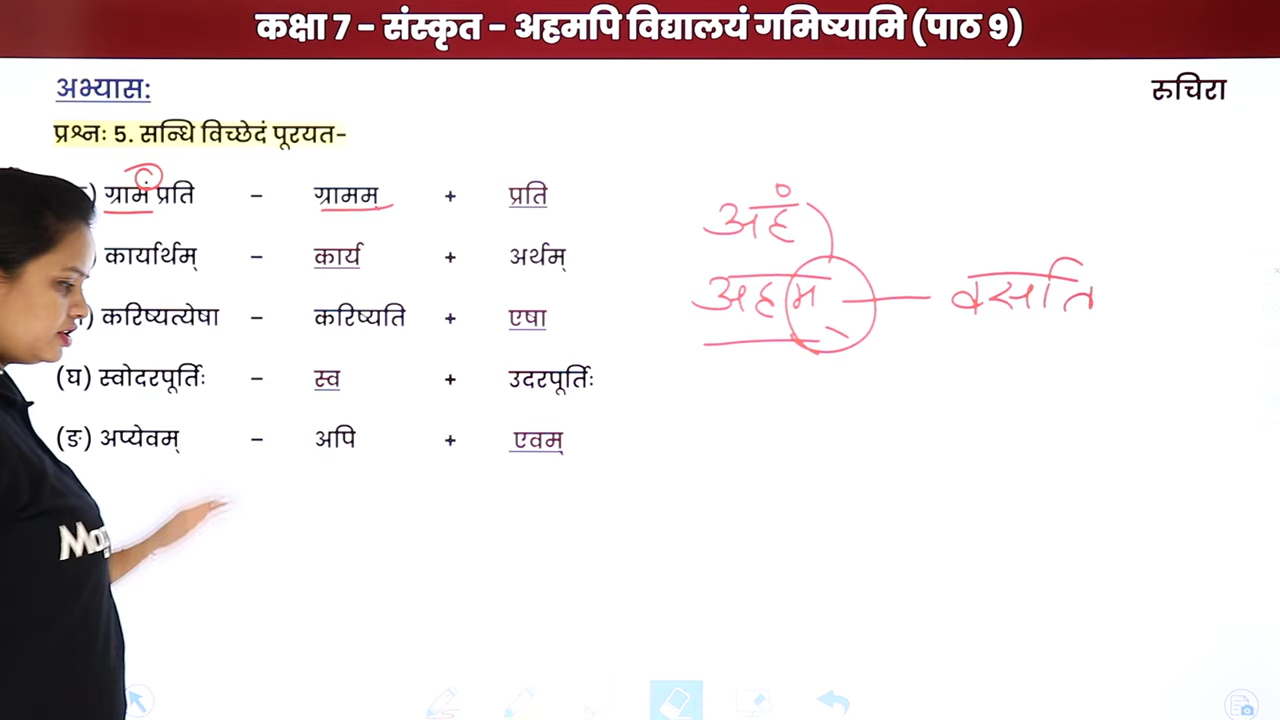 कक्षा 7 - संस्कृत - अहमपि विद्यालयं गमिष्यामि (पाठ 9)
अभ्यासः
रुचिरा
प्रश्नः 5. सन्धि विच्छेदं पूरयत-
) ग्रामं प्रति - ग्रामम् + प्रति
) कार्यार्थम् - कार्य + अर्थम्
) करिष्यत्येषा - करिष्यति + एषा
(घ) स्वोदरपूर्तिः - स्व + उदरपूर्तिः
(ङ) अप्येवम् - अपि + एवम्
अहं
अहम् — वसति